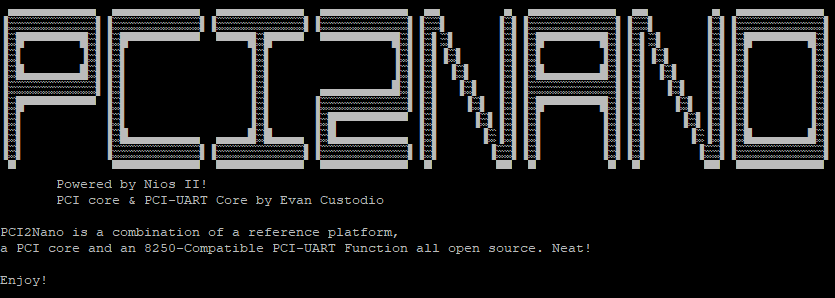 PCI2NANO
Powered by Nios II!
PCI core & PCI-UART Core by Evan Custodio
PCI2Nano is a combination of a reference platform,
a PCI core and an 8250-Compatible PCI-UART Function all open source. Neat!
Enjoy!